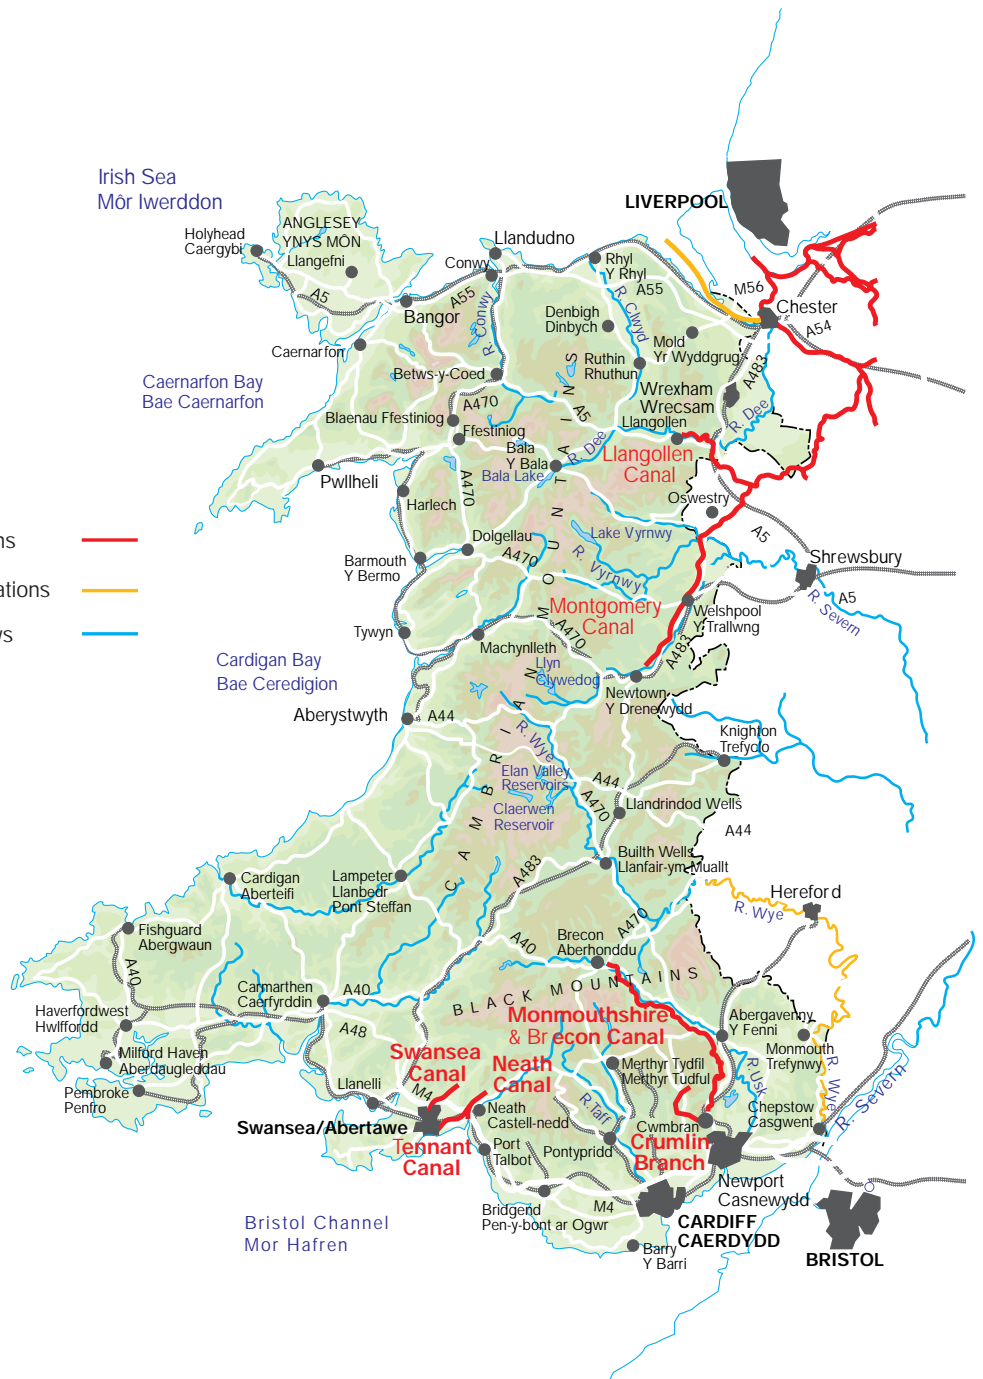 Irish Sea
Môr Iwerddon
LIVERPOOL
ANGLESEY
YNYS MÔN
Llangefni
Holyhead
Caergybi
A5
Llandudno
Conwy
Bangor
A55
R. Conwy
Rhyl
Y Rhyl
A55
R. Clwyd
M56
Chester
A54
Denbigh
Dinbych
Mold
Yr Wyddgrug
Caernarfon
Caernarfon Bay
Bae Caernarfon
Betws-y-Coed
Ruthin
Rhuthun
A483
Wrexham
Wrecsam
R. Dee
Blaenau Ffestiniog
A470
A5
Ffestiniog
Llangollen
Llangollen
Canal
Bala
Y Bala
R. Dee
Bala Lake
Pwllheli
Harlech
A470
Oswestry
A5
Lake Vyrnwy
R. Vyrnwy
Dolgellau
A470
Barmouth
Y Bermo
Shrewsbury
A5
R. Severn
Montgomery
Canal
Welshpool
Y Trallwng
A483
Tywyn
Machynlleth
A470
Llyn
Clywedog
Newtown
Y Drenewydd
Cardigan Bay
Bae Ceredigion
Aberystwyth
A44
R. Wye
Knighton
Trefyclo
Elan Valley
Reservoirs
A44
A470
Claerwen
Reservoir
Llandrindod Wells
A44
CAMBRIAN MOUNTAINS
Builth Wells
Llanfair-ym-Muallt
A483
Cardigan
Aberteifi
Lampeter
Llanbedr
Pont Steffan
Hereford
R. Wye
A470
Fishguard
Abergwaun
A40
A40
Brecon
Aberhonddu
BLACK MOUNTAINS
Carmarthen
Caerfyrddin
A40
A48
Haverfordwest
Hwlffordd
Milford Haven
Aberdaugleddau
Pembroke
Penfro
Monmouthshire
& Brecon Canal
Abergavenny
Y Fenni
Monmouth
Trefynwy
Swansea
Canal
Neath
Canal
Merthyr Tydfil
Merthyr Tudful
R Usk
R. Wye
R. Severn
Llanelli
M4
Swansea/Abertawe
Neath
Castell-nedd
R.Taff
Cwmbran
Chepstow
Casgwent
Tennant
Canal
Port
Talbot
Pontypridd
Crumlin
Branch
Newport
Casnewydd
Bridgend
Pen-y-bont ar Ogwr
M4
CARDIFF
CAERDYDD
BRISTOL
Barry
Y Barri
Bristol Channel
Mor Hafren